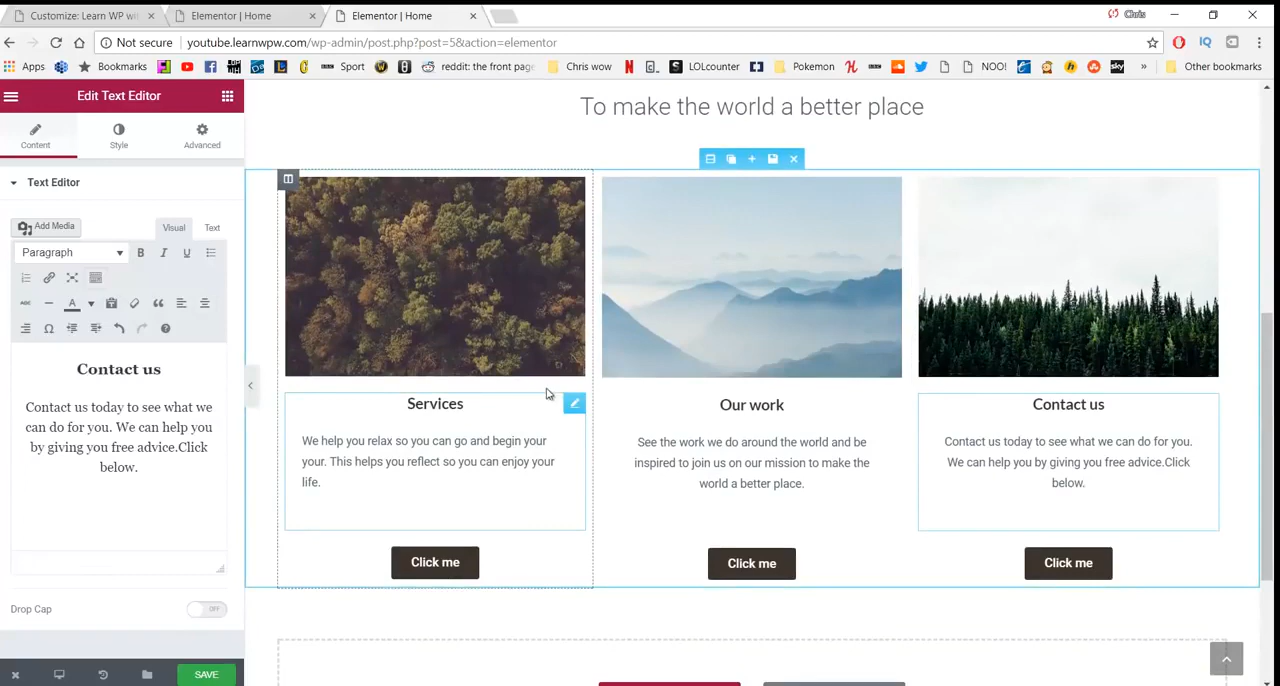 Customize: Learn WP wi
Elementor | Home
Elementor | Home
Chris
Not secure
youtube.learnwpw.com/wp-admin/post.php?post=5&action=elementor
Apps
Bookmarks
Sport
reddit: the front page
Chris wow
LOLcounter
Pokemon
NOO!
sky
»
Other bookmarks
Edit Text Editor
Content
Style
Advanced
Text Editor
Add Media
Visual
Text
Paragraph
Contact us
Contact us today to see what we
can do for you. We can help you
by giving you free advice.Click
below.
Drop Cap
OFF
SAVE
To make the world a better place
Services
We help you relax so you can go and begin your
your. This helps you reflect so you can enjoy your
life.
Click me
Our work
See the work we do around the world and be
inspired to join us on our mission to make the
world a better place.
Click me
Contact us
Contact us today to see what we can do for you.
We can help you by giving you free advice.Click
below.
Click me